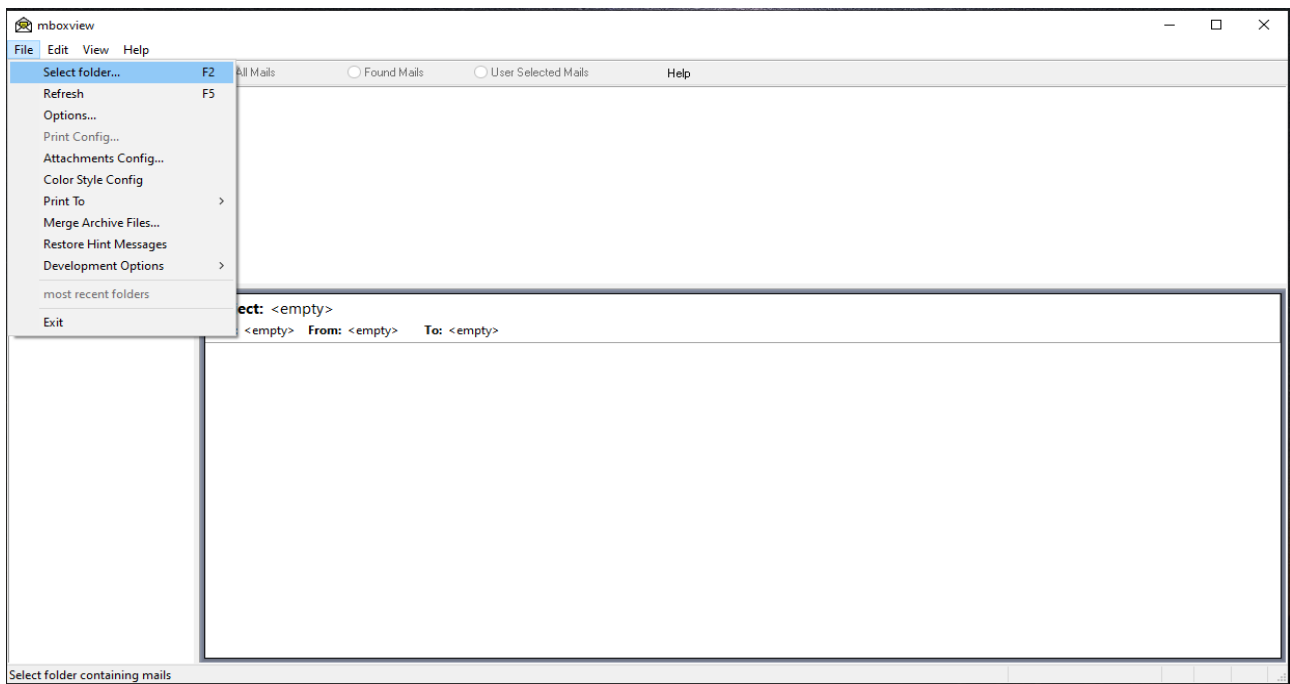 mboxview
File Edit View Help
Select folder... F2 All Mails Found Mails User Selected Mails Help
Refresh F5
Options...
Print Config...
Attachments Config...
Color Style Config
Print To >
Merge Archive Files...
Restore Hint Messages
Development Options >
most recent folders
Exit
ect: <empty>
: <empty> From: <empty> To: <empty>
Select folder containing mails